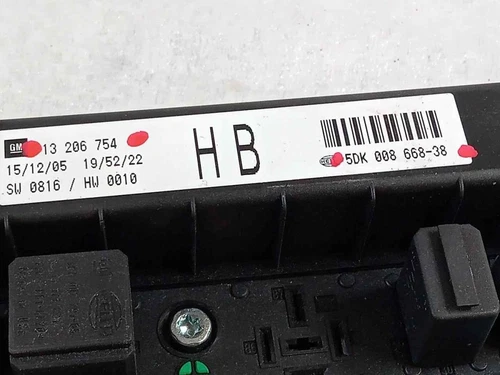 GM 13 206 754
15/12/05 19/52/22
SW 0816 / HW 0010
HB
5DK 008 668-38